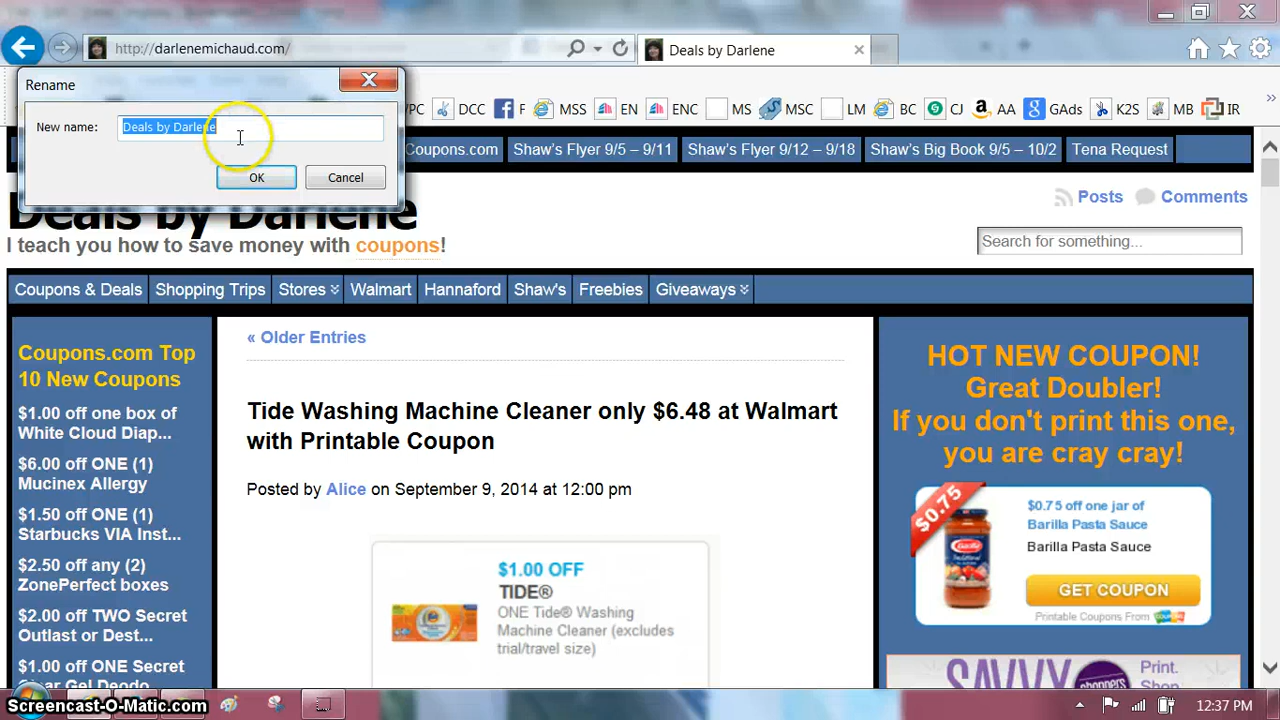 http://darlenemichaud.com/
Deals by Darlene
Rename
New name:
Deals by Darlene
OK
Cancel
PC
DCC
F
MSS
EN
ENC
MS
MSC
LM
BC
CJ
AA
GAds
K2S
MB
IR
Coupons.com
Shaw's Flyer 9/5 – 9/11
Shaw's Flyer 9/12 – 9/18
Shaw's Big Book 9/5 – 10/2
Tena Request
Deals by Darlene
I teach you how to save money with coupons!
Posts
Comments
Search for something...
Coupons & Deals
Shopping Trips
Stores
Walmart
Hannaford
Shaw's
Freebies
Giveaways
Coupons.com Top
10 New Coupons
$1.00 off one box of
White Cloud Diap...
$6.00 off ONE (1)
Mucinex Allergy
$1.50 off ONE (1)
Starbucks VIA Inst...
$2.50 off any (2)
ZonePerfect boxes
$2.00 off TWO Secret
Outlast or Dest...
$1.00 off ONE Secret
Clear Gel Deodo...
« Older Entries
Tide Washing Machine Cleaner only $6.48 at Walmart
with Printable Coupon
Posted by Alice on September 9, 2014 at 12:00 pm
$1.00 OFF
TIDE®
ONE Tide® Washing
Machine Cleaner (excludes
trial/travel size)
HOT NEW COUPON!
Great Doubler!
If you don't print this one,
you are cray cray!
$0.75
$0.75 off one jar of
Barilla Pasta Sauce
Barilla Pasta Sauce
GET COUPON
Printable Coupons From
SAVVY
shoppers
Print.
Shop
Screencast-O-Matic.com
12:37 PM